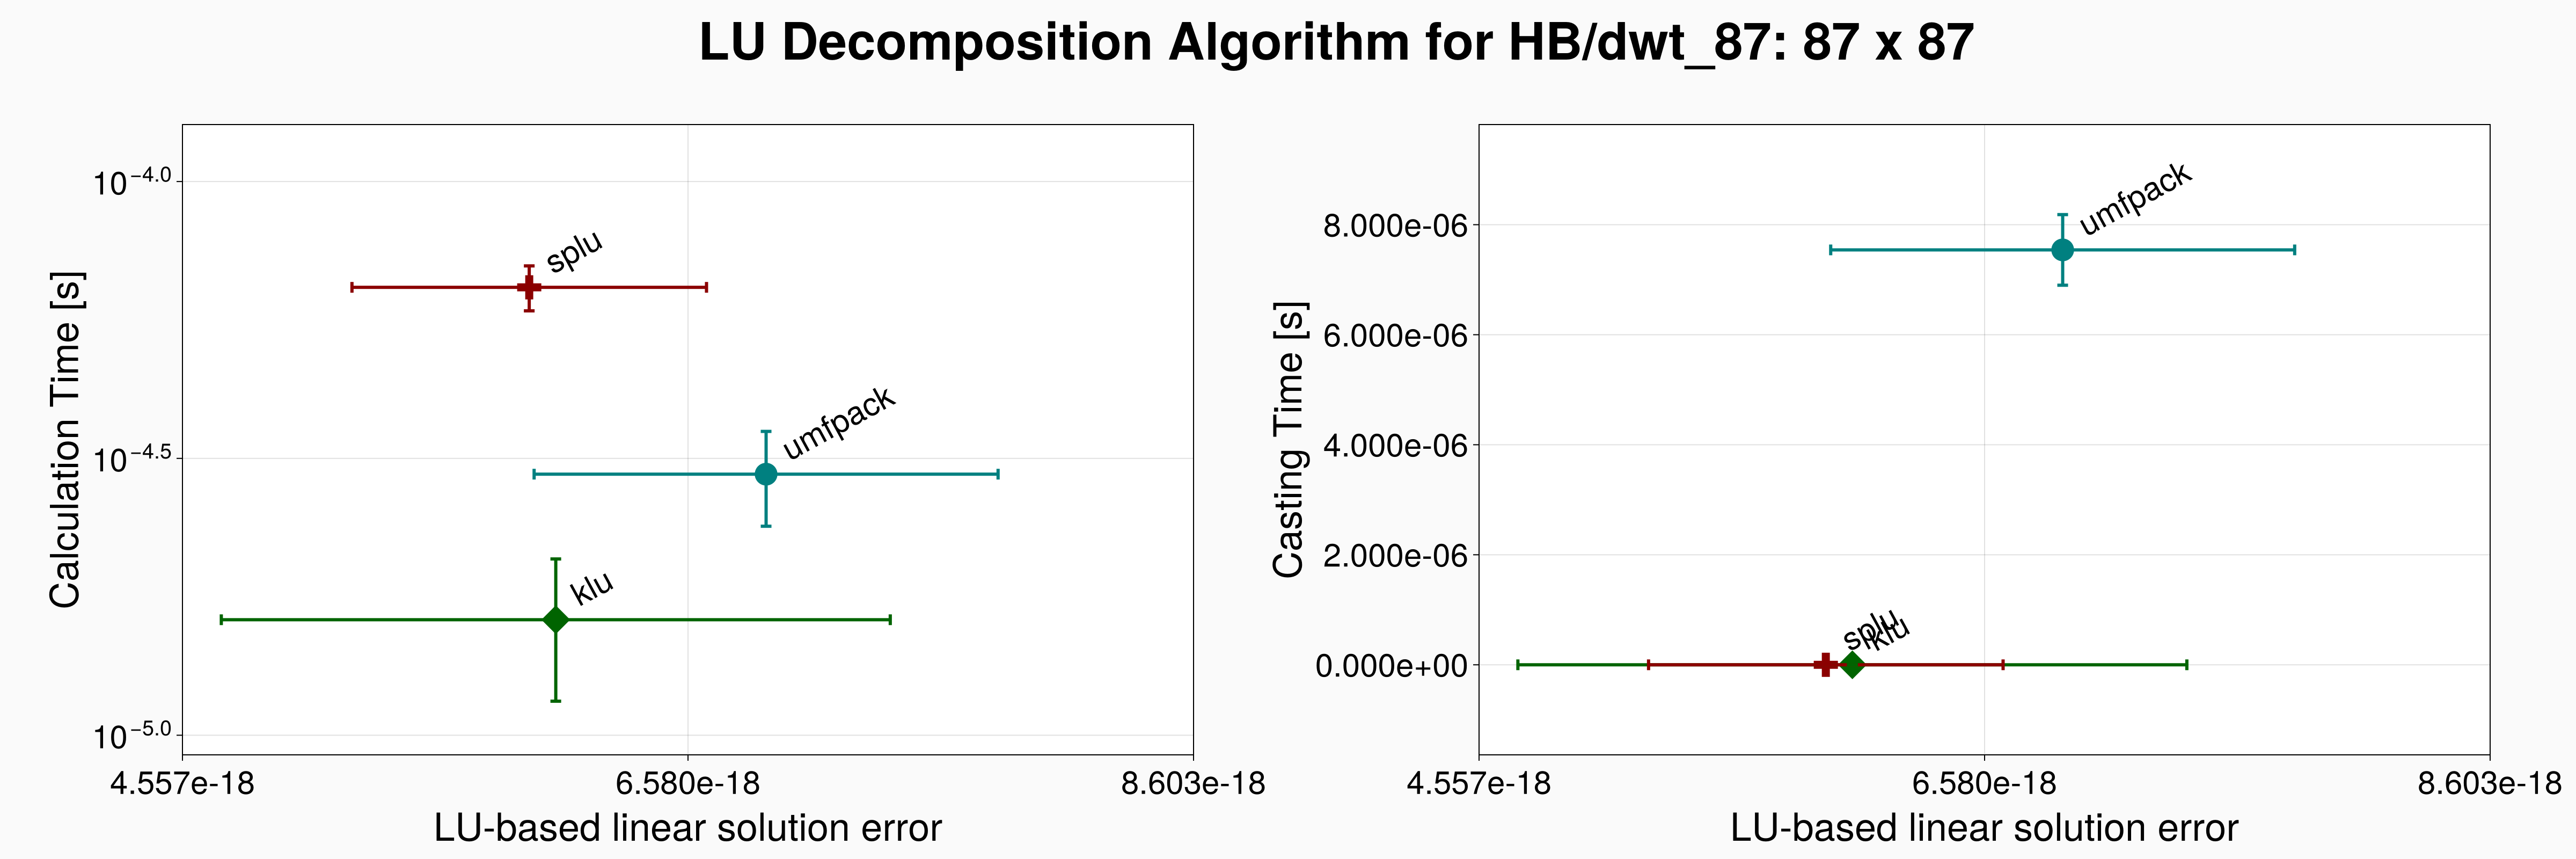 LU Decomposition Algorithm for HB/dwt_87: 87 x 87
Calculation Time [s]
10^−4.0
10^−4.5
10^−5.0
splu
umfpack
klu
4.557e-18 6.580e-18 8.603e-18
LU-based linear solution error
Casting Time [s]
8.000e-06
6.000e-06
4.000e-06
2.000e-06
0.000e+00
umfpack
splu
klu
4.557e-18 6.580e-18 8.603e-18
LU-based linear solution error